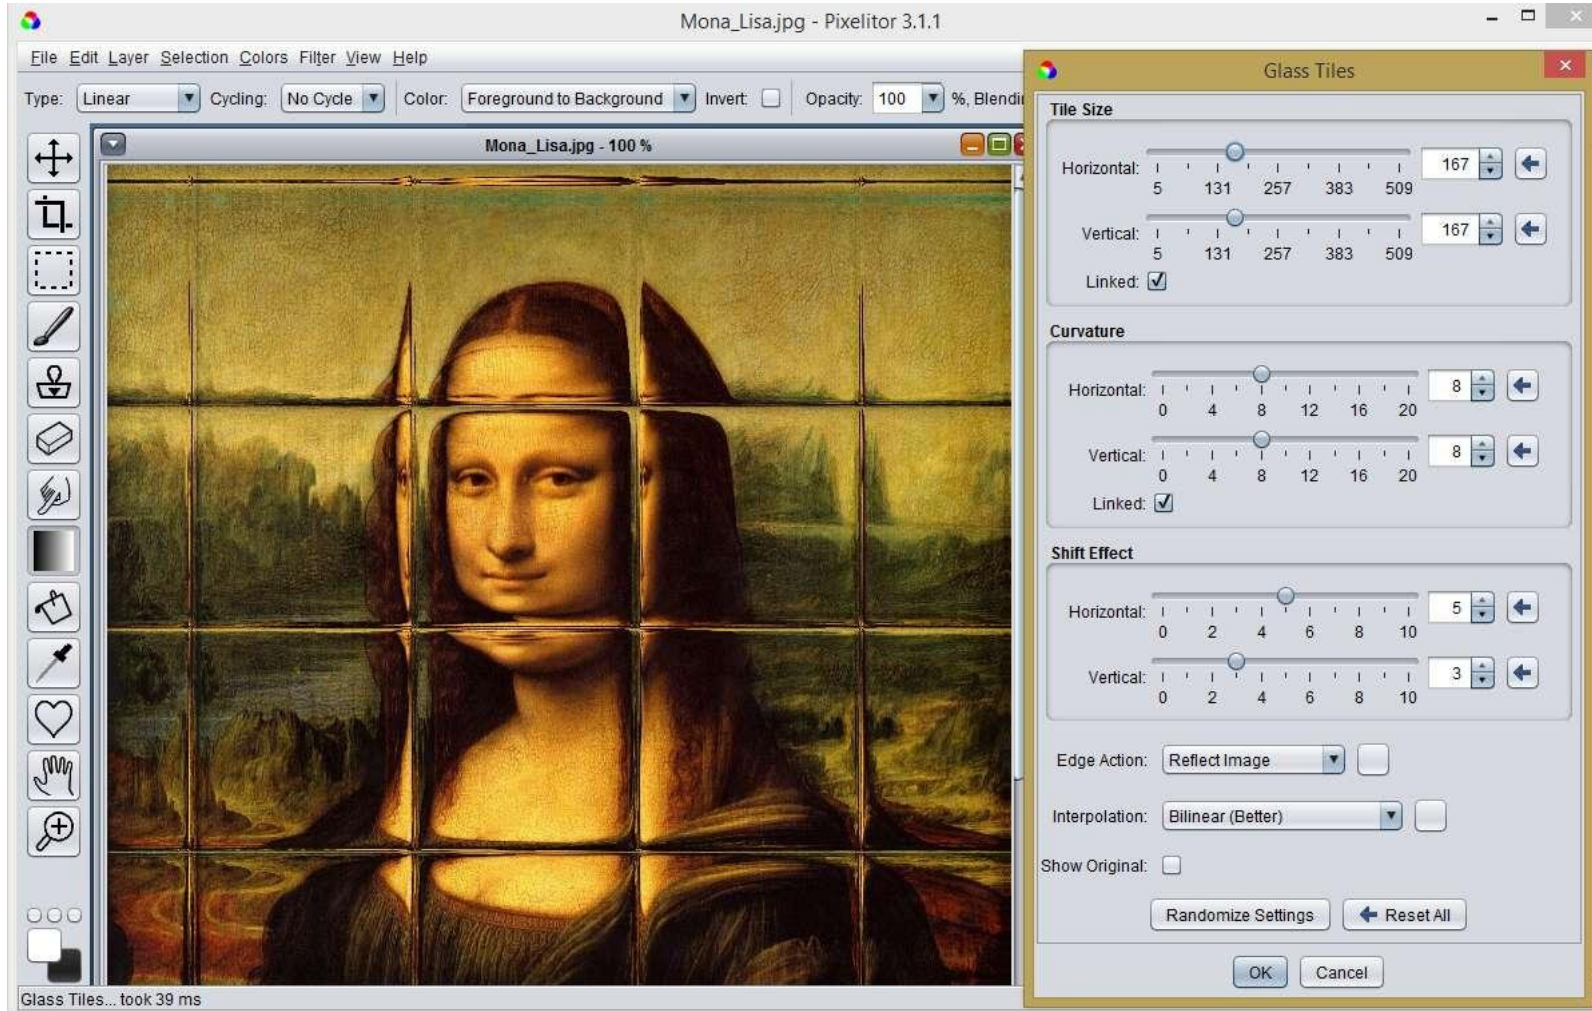 Mona_Lisa.jpg - Pixelitor 3.1.1
File Edit Layer Selection Colors Filter View Help
Type: Linear Cycling: No Cycle Color: Foreground to Background Invert: Opacity: 100 %, Blendi
Mona_Lisa.jpg - 100 %
Glass Tiles... took 39 ms
Glass Tiles
Tile Size
Horizontal: 167
5 131 257 383 509
Vertical: 167
5 131 257 383 509
Linked:
Curvature
Horizontal: 8
0 4 8 12 16 20
Vertical: 8
0 4 8 12 16 20
Linked:
Shift Effect
Horizontal: 5
0 2 4 6 8 10
Vertical: 3
0 2 4 6 8 10
Edge Action: Reflect Image
Interpolation: Bilinear (Better)
Show Original:
Randomize Settings Reset All
OK Cancel